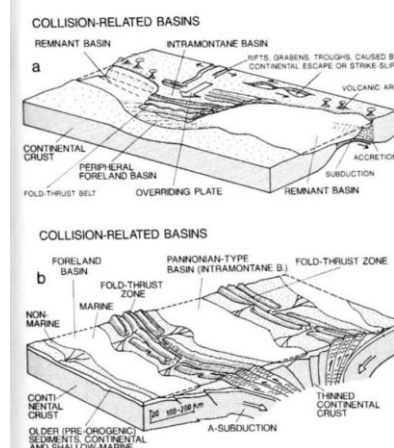 COLLISION-RELATED BASINS
REMNANT BASIN
INTRAMONTANE BASIN
RIFTS, GRABENS, TROUGHS, CAUSED B
CONTINENTAL ESCAPE OR STRIKE-SLIP
a
VOLCANIC AR
CONTINENTAL
CRUST
PERIPHERAL
FORELAND BASIN
FOLD-THRUST BELT
OVERRIDING PLATE
REMNANT BASIN
SUBDUCTION
ACCRETION
COLLISION-RELATED BASINS
b
FORELAND
BASIN
PANNONIAN-TYPE
BASIN (INTRAMONTANE B.)
FOLD-THRUST ZONE
FOLD-THRUST
ZONE
MARINE
NON-
MARINE
CONTI-
NENTAL
CRUST
100-200 km
A-SUBDUCTION
THINNED
CONTINENTAL
CRUST
OLDER (PRE-OROGENIC)
SEDIMENTS, CONTINENTAL
AND SHALLOW-MARINE